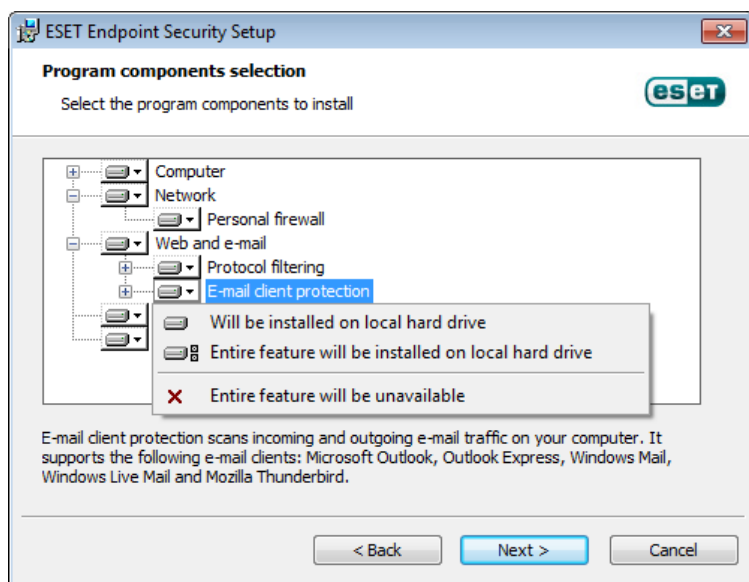 ESET Endpoint Security Setup
Program components selection
Select the program components to install
eset
Computer
Network
Personal firewall
Web and e-mail
Protocol filtering
E-mail client protection
Will be installed on local hard drive
Entire feature will be installed on local hard drive
Entire feature will be unavailable
E-mail client protection scans incoming and outgoing e-mail traffic on your computer. It
supports the following e-mail clients: Microsoft Outlook, Outlook Express, Windows Mail,
Windows Live Mail and Mozilla Thunderbird.
< Back
Next >
Cancel